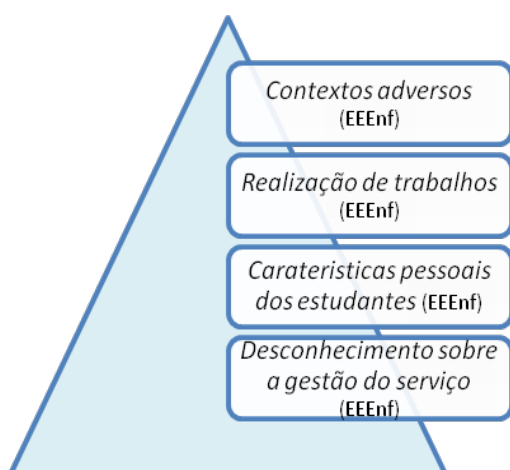 Contextos adversos
(EEEnf)
Realização de trabalhos
(EEEnf)
Carateristicas pessoais
dos estudantes (EEEnf)
Desconhecimento sobre
a gestão do serviço
(EEEnf)